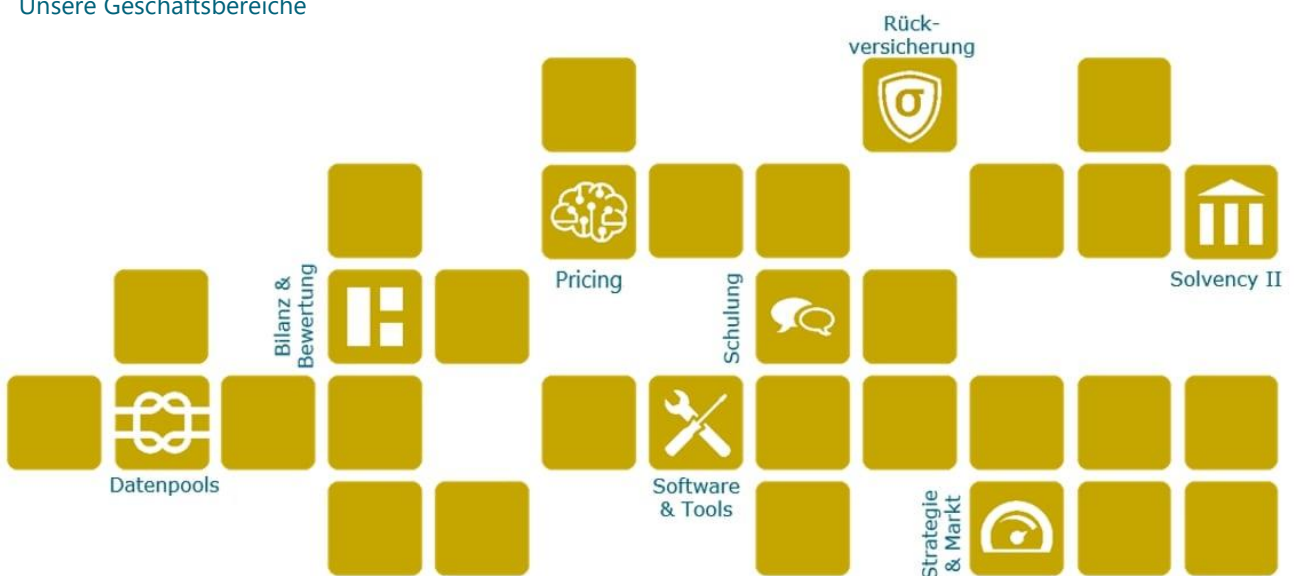 Unsere Geschäftsbereiche
Rück-
versicherung
Pricing
Solvency II
Bilanz &
Bewertung
Schulung
σ
Datenpools
Software
& Tools
Strategie
& Markt